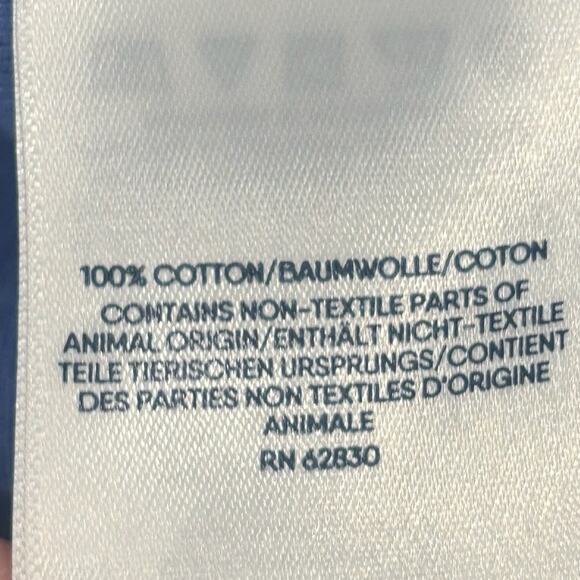 100% COTTON/BAUMWOLLE/COTON
CONTAINS NON-TEXTILE PARTS OF
ANIMAL ORIGIN/ENTHÄLT NICHT-TEXTILE
TEILE TIERISCHEN URSPRUNGS/CONTIENT
DES PARTIES NON TEXTILES D'ORIGINE
ANIMALE
RN 62830